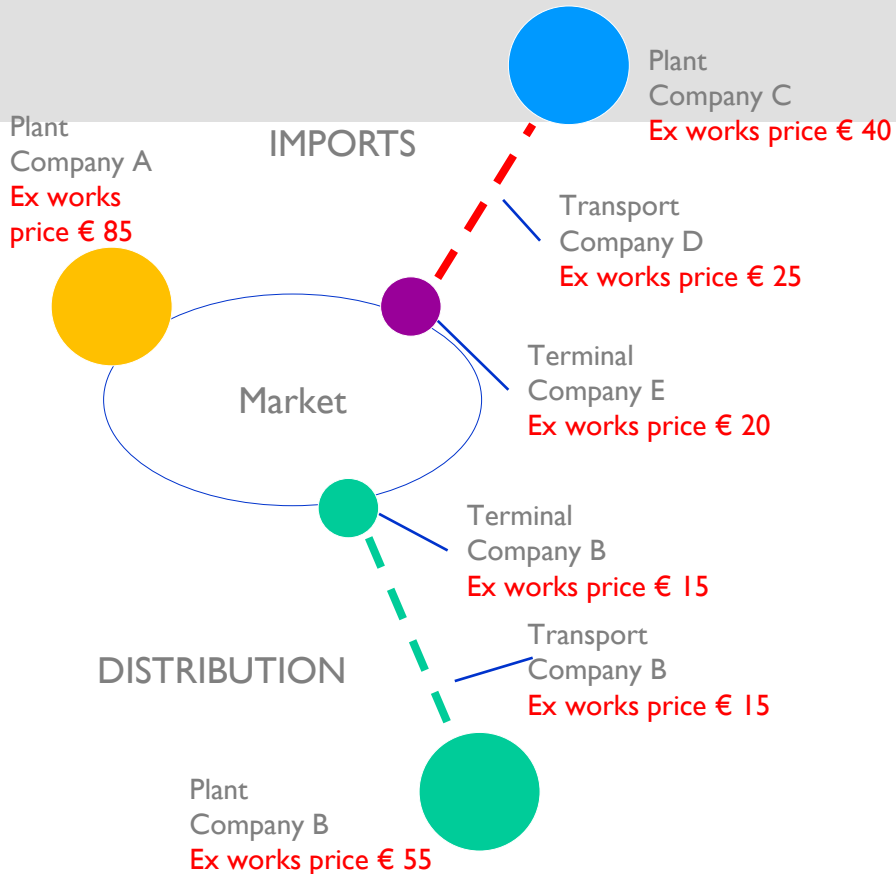 Plant
Company C
Ex works price € 40
Plant
Company A
Ex works
price € 85
IMPORTS
Transport
Company D
Ex works price € 25
Terminal
Company E
Ex works price € 20
Market
Terminal
Company B
Ex works price € 15
Transport
Company B
Ex works price € 15
DISTRIBUTION
Plant
Company B
Ex works price € 55